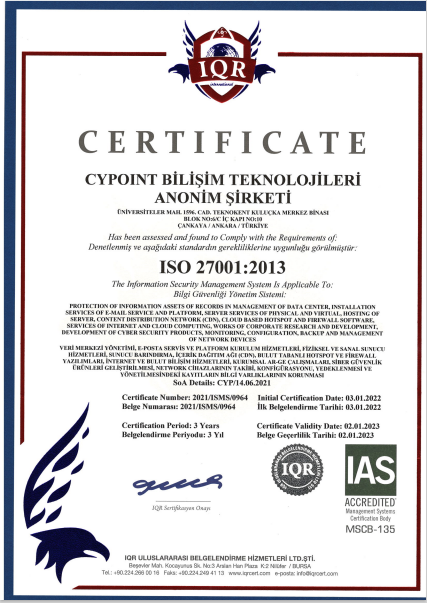 IQR
international
CERTIFICATE
CYPOINT BİLİŞİM TEKNOLOJİLERİ
ANONİM ŞİRKETİ
ÜNİVERSİTELER MAH. 1596. CAD. TEKNOKENT KULUÇKA MERKEZ BİNASI
BLOK NO:6/C İÇ KAPI NO:10
ÇANKAYA / ANKARA / TÜRKİYE
Has been assessed and found to Comply with the Requirements of:
Denetlenmiş ve aşağıdaki standardın gerekliliklerine uygunluğu görülmüştür:
ISO 27001:2013
The Information Security Management System Is Applicable To:
Bilgi Güvenliği Yönetim Sistemi:
PROTECTION OF INFORMATION ASSETS OF RECORDS IN MANAGEMENT OF DATA CENTER, INSTALLATION
SERVICES OF E-MAIL SERVICE AND PLATFORM, SERVER SERVICES OF PHYSICAL AND VIRTUAL, HOSTING OF
SERVER, CONTENT DISTRIBUTION NETWORK (CDN), CLOUD BASED HOTSPOT AND FIREWALL SOFTWARE,
SERVICES OF INTERNET AND CLOUD COMPUTING, WORKS OF CORPORATE RESEARCH AND DEVELOPMENT,
DEVELOPMENT OF CYBER SECURITY PRODUCTS, MONITORING, CONFIGURATION, BACKUP AND MANAGEMENT
OF NETWORK DEVICES
VERİ MERKEZİ YÖNETİMİ, E-POSTA SERVİS VE PLATFORM KURULUM HİZMETLERİ, FİZİKSEL VE SANAL SUNUCU
HİZMETLERİ, SUNUCU BARINDIRMA, İÇERİK DAĞITIM AĞI (CDN), BULUT TABANLI HOTSPOT VE FİREWALL
YAZILIMLARI, İNTERNET VE BULUT BİLİŞİM HİZMETLERİ, KURUMSAL AR-GE ÇALIŞMALARI, SİBER GÜVENLİK
ÜRÜNLERİ GELİŞTİRİLMESİ, NETWORK CİHAZLARININ TAKİBİ, KONFİGÜRASYONU, YEDEKLENMESİ VE
YÖNETİLMESİNDEKİ KAYITLARIN BİLGİ VARLIKLARININ KORUNMASI
SoA Details: CYP/14.06.2021
Certificate Number: 2021/ISMS/0964 Initial Certification Date: 03.01.2022
Belge Numarası: 2021/ISMS/0964 İlk Belgelendirme Tarihi: 03.01.2022
Certification Period: 3 Years Certificate Validity Date: 02.01.2023
Belgelendirme Periyodu: 3 Yıl Belge Geçerlilik Tarihi: 02.01.2023
IQR
IAS
ACCREDITED
Management Systems
Certification Body
MSCB-135
IQR Sertifikasyon Onayı
IQR ULUSLARARASI BELGELENDİRME HİZMETLERİ LTD.ŞTİ.
Beşevler Mah. Kocayunus Sk. No:3 Arslan Han Plaza K:2 Nilüfer / BURSA
Tel.: +90.224.266 00 16 Faks: +90.224.249 41 13 www.iqrcert.com e-posta: info@iqrcert.com